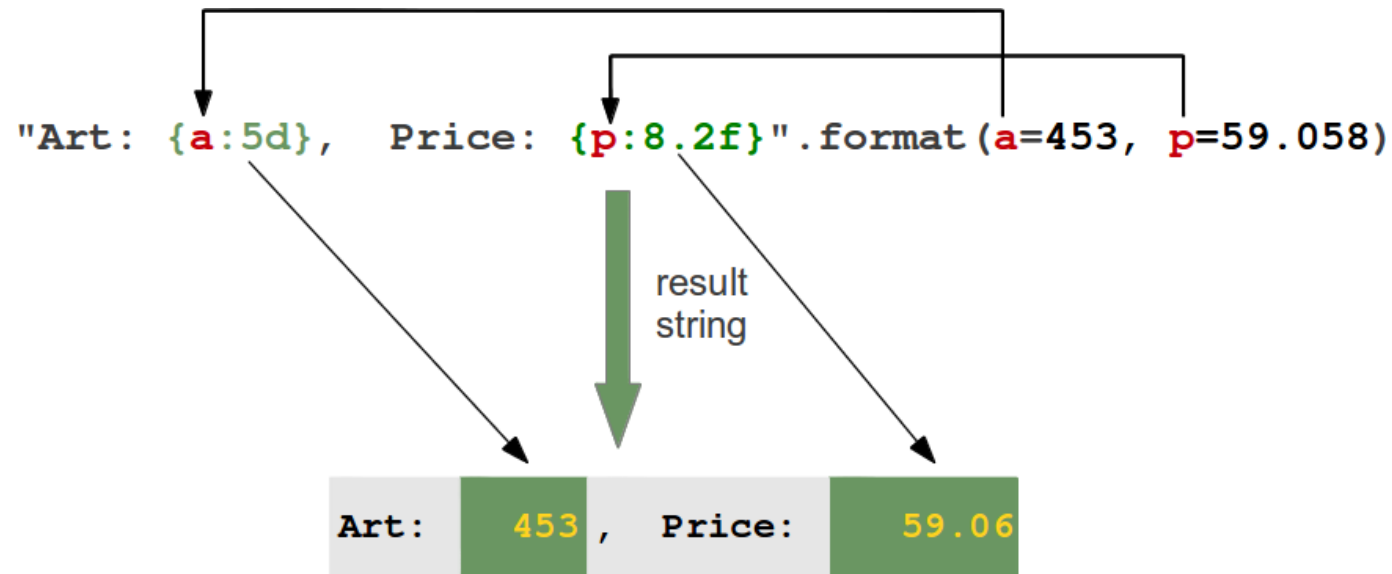 "Art: {a:5d},  Price: {p:8.2f}".format(a=453, p=59.058)
result
string
Art:   453,  Price:    59.06